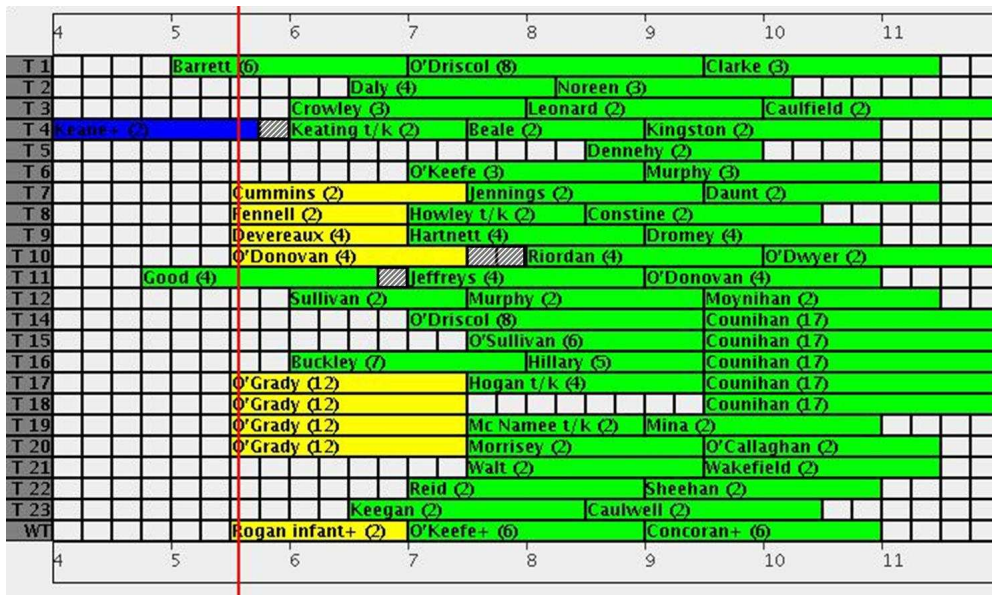 4 5 6 7 8 9 10 11
T 1 Barrett (6) O'Driscol (8) Clarke (3)
T 2 Daly (4) Noreen (3)
T 3 Crowley (3) Leonard (2) Caulfield (2)
T 4 Keane+ (2) Keating t/k (2) Beale (2) Kingston (2)
T 5 Dennehy (2)
T 6 O'Keefe (3) Murphy (3)
T 7 Cummins (2) Jennings (2) Daunt (2)
T 8 Fennell (2) Howley t/k (2) Constine (2)
T 9 Devereaux (4) Hartnett (4) Dromey (4)
T 10 O'Donovan (4) Riordan (4) O'Dwyer (2)
T 11 Good (4) Jeffreys (4) O'Donovan (4)
T 12 Sullivan (2) Murphy (2) Moynihan (2)
T 14 O'Driscol (8) Counihan (17)
T 15 O'Sullivan (6) Counihan (17)
T 16 Buckley (7) Hillary (5) Counihan (17)
T 17 O'Grady (12) Hogan t/k (4) Counihan (17)
T 18 O'Grady (12) Counihan (17)
T 19 O'Grady (12) Mc Namee t/k (2) Mina (2)
T 20 O'Grady (12) Morrisey (2) O'Callaghan (2)
T 21 Walt (2) Wakefield (2)
T 22 Reid (2) Sheehan (2)
T 23 Keegan (2) Caulwell (2)
WT Rogan infant+ (2) O'Keefe+ (6) Concoran+ (6)
4 5 6 7 8 9 10 11